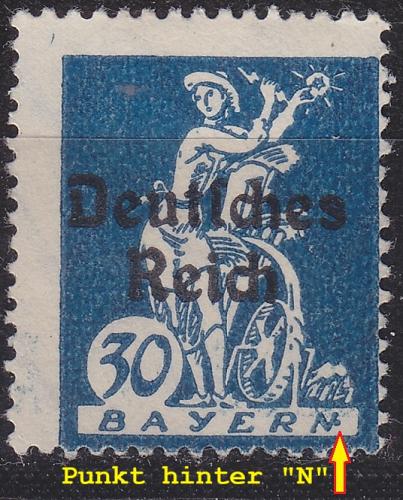 Deutsches
Reich
30
BAYERN.
Punkt hinter "N"